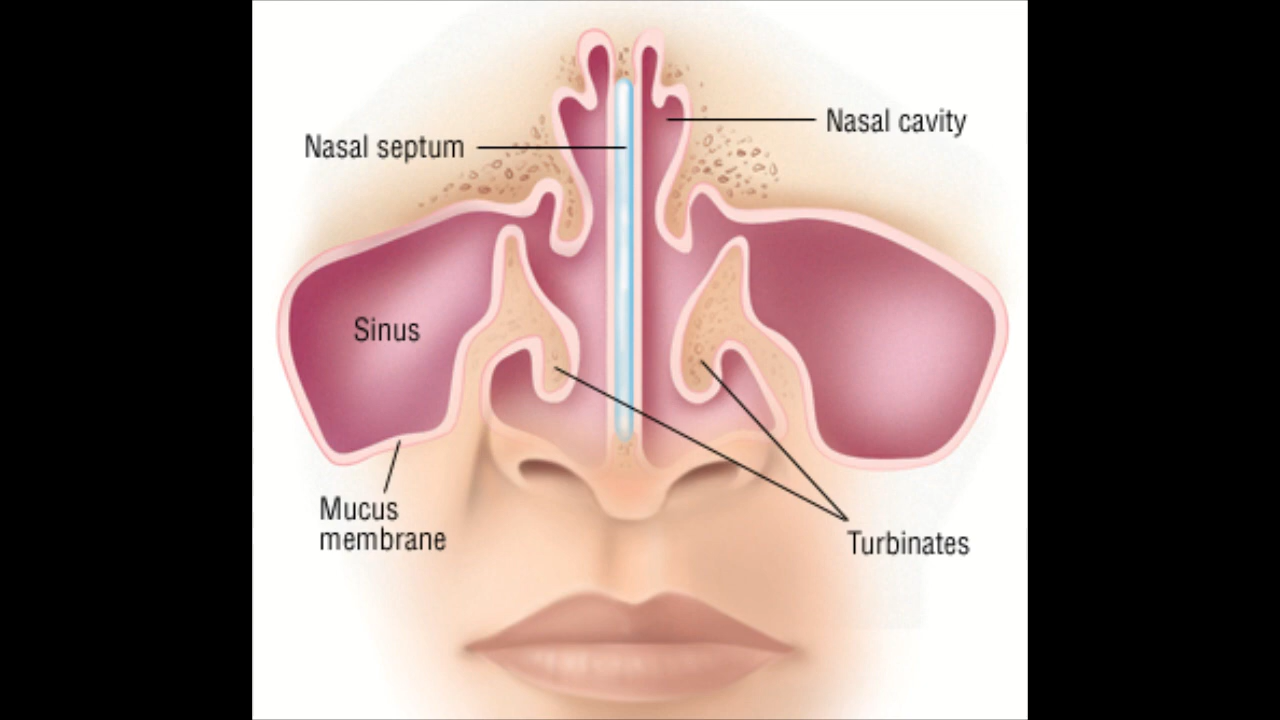 Nasal cavity
Nasal septum
Sinus
Mucus
membrane
Turbinates